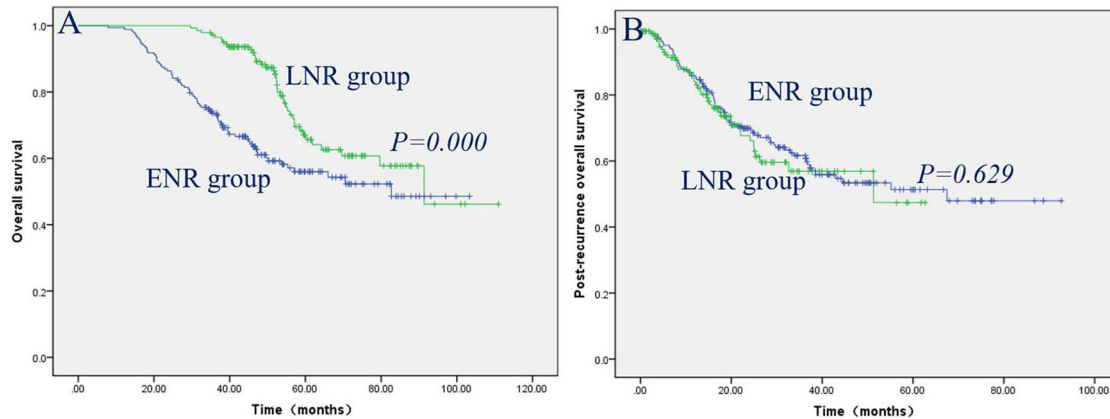 A
LNR group
P=0.000
ENR group
Overall survival
1.0
0.8
0.6
0.4
0.2
0.0
.00 20.00 40.00 60.00 80.00 100.00 120.00
Time（months）
B
ENR group
P=0.629
LNR group
Post-recurrence overall survival
1.0
0.8
0.6
0.4
0.2
0.0
.00 20.00 40.00 60.00 80.00 100.00
Time（months）